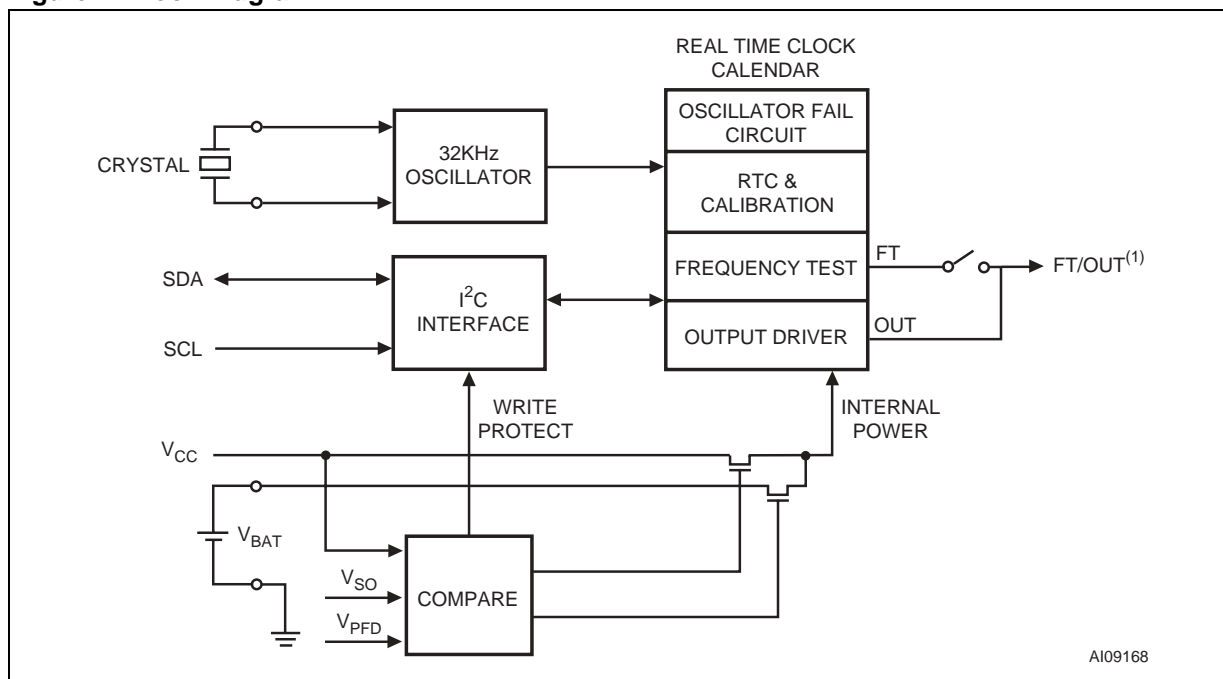 REAL TIME CLOCK
CALENDAR
OSCILLATOR FAIL
CIRCUIT
CRYSTAL
32KHz
OSCILLATOR
RTC &
CALIBRATION
FREQUENCY TEST
FT
FT/OUT(1)
SDA
I2C
INTERFACE
SCL
OUTPUT DRIVER
OUT
WRITE
PROTECT
INTERNAL
POWER
VCC
VBAT
VSO
COMPARE
VPFD
AI09168